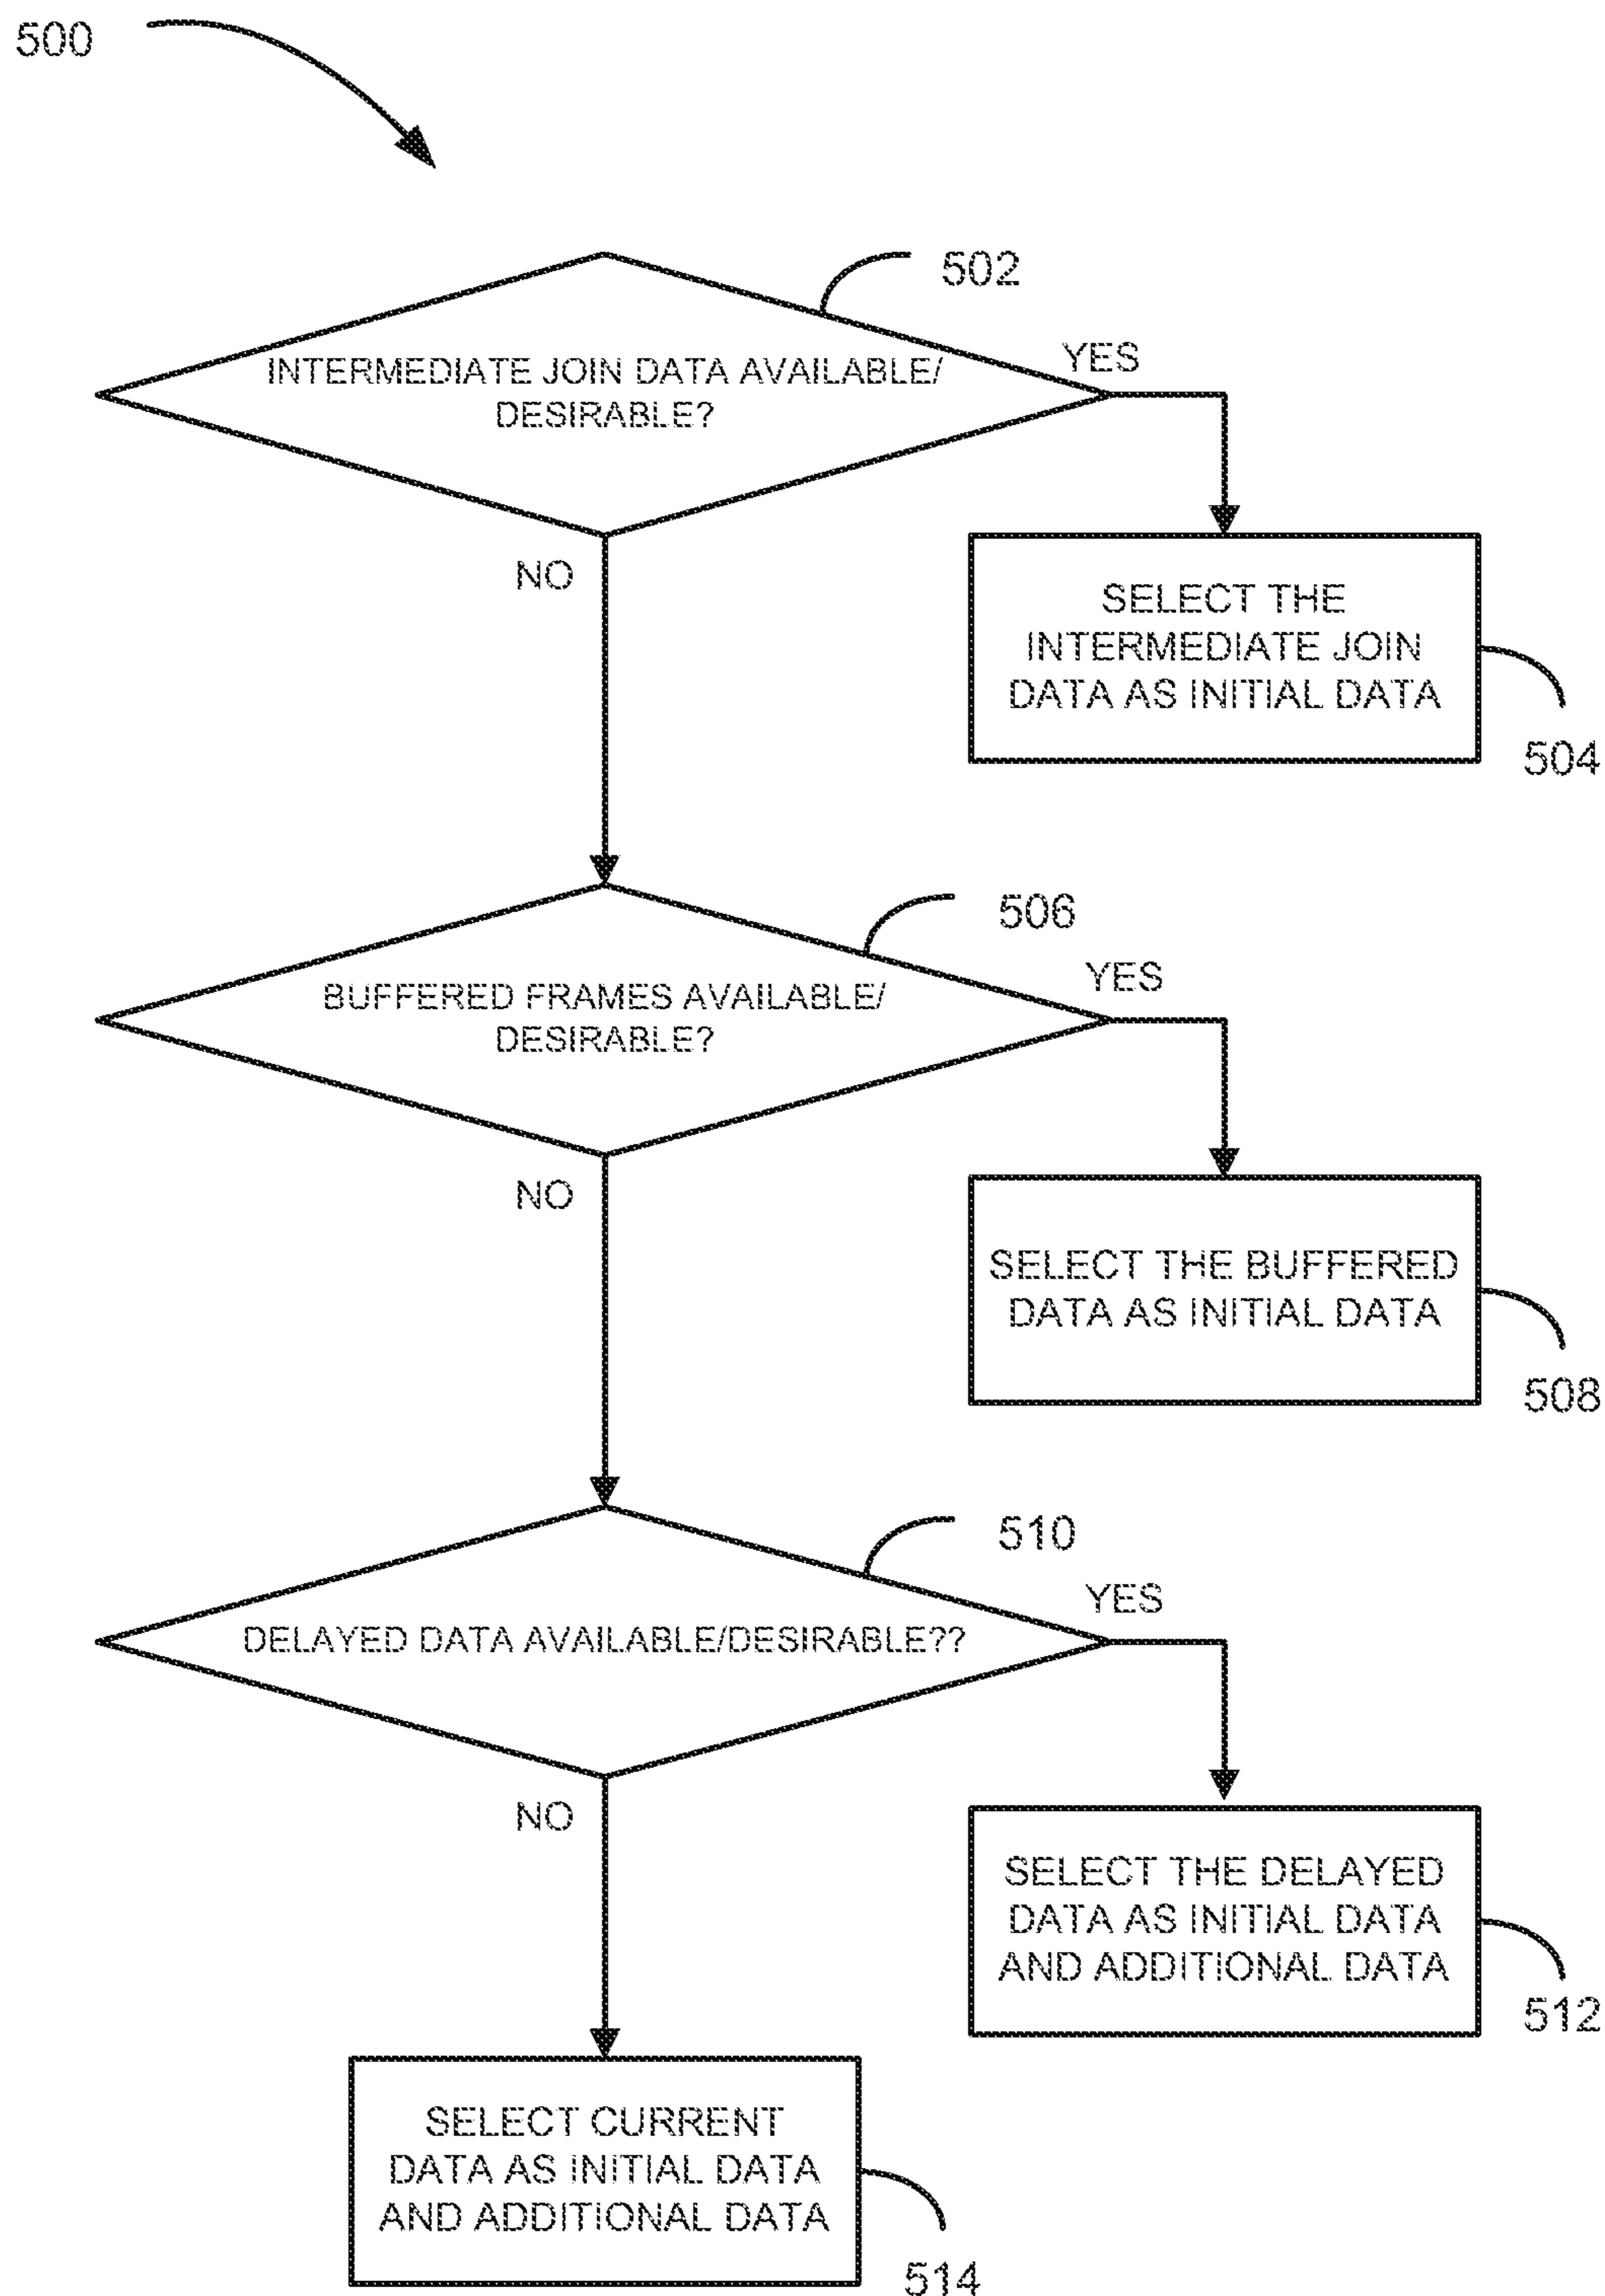 500
502
INTERMEDIATE JOIN DATA AVAILABLE/
DESIRABLE?
YES
NO
SELECT THE
INTERMEDIATE JOIN
DATA AS INITIAL DATA
504
506
BUFFERED FRAMES AVAILABLE/
DESIRABLE?
YES
NO
SELECT THE BUFFERED
DATA AS INITIAL DATA
508
510
DELAYED DATA AVAILABLE/DESIRABLE??
YES
NO
SELECT THE DELAYED
DATA AS INITIAL DATA
AND ADDITIONAL DATA
512
SELECT CURRENT
DATA AS INITIAL DATA
AND ADDITIONAL DATA
514